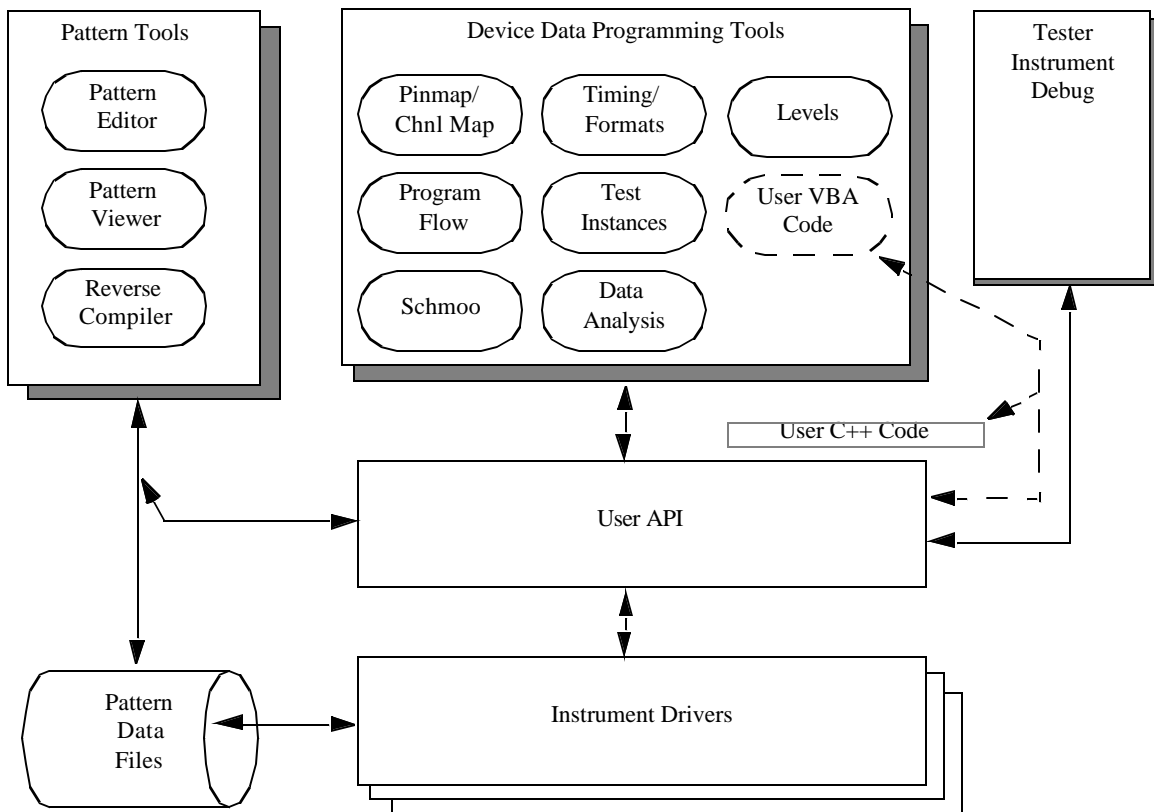 Pattern Tools
Pattern
Editor
Pattern
Viewer
Reverse
Compiler
Device Data Programming Tools
Pinmap/
Chnl Map
Timing/
Formats
Levels
Program
Flow
Test
Instances
User VBA
Code
Schmoo
Data
Analysis
Tester
Instrument
Debug
User C++ Code
User API
Pattern
Data
Files
Instrument Drivers